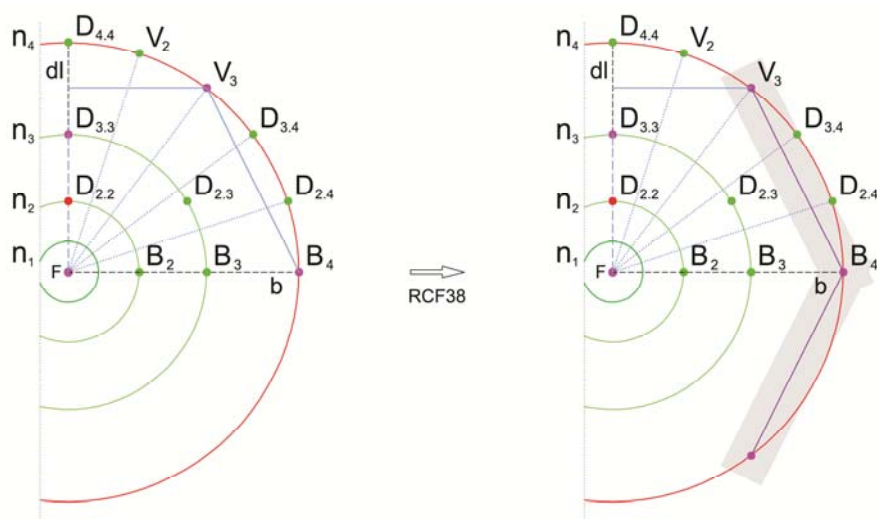 n4 D4.4 V2
dl V3
n3 D3.3 D3.4
n2 D2.2 D2.3 D2.4
n1 F B2 B3 B4
b
RCF38
n4 D4.4 V2
dl V3
n3 D3.3 D3.4
n2 D2.2 D2.3 D2.4
n1 F B2 B3 B4
b